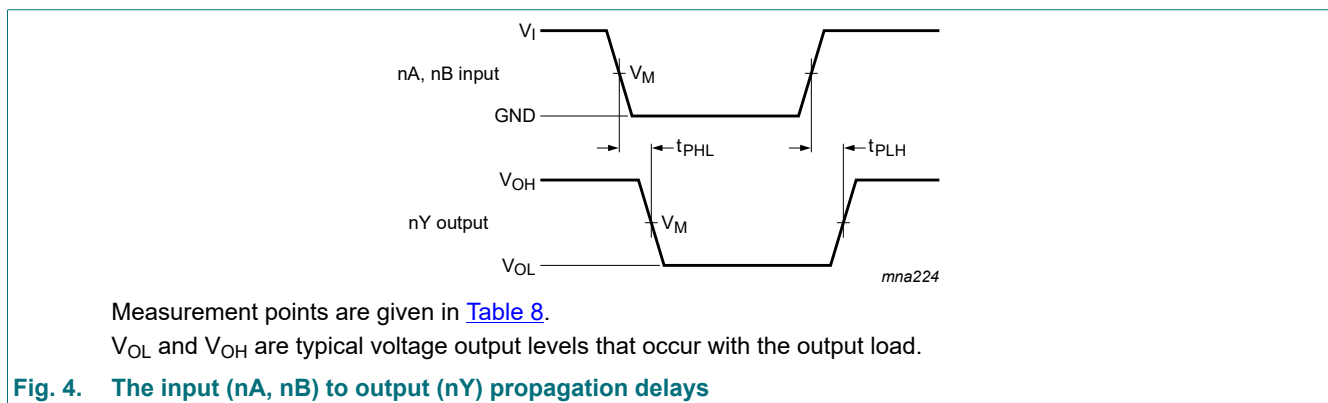 V_I
nA, nB input
V_M
GND
t_PHL
t_PLH
V_OH
nY output
V_M
V_OL
mna224
Measurement points are given in Table 8.
V_OL and V_OH are typical voltage output levels that occur with the output load.
Fig. 4. The input (nA, nB) to output (nY) propagation delays